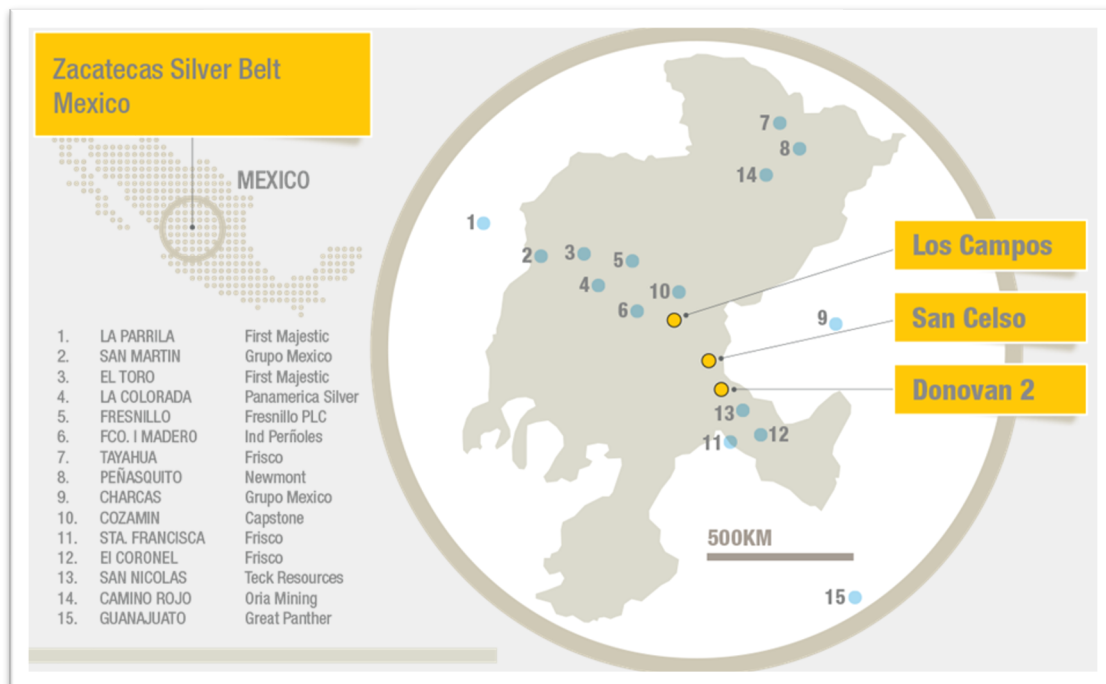 Zacatecas Silver Belt
Mexico
MEXICO
1. LA PARRILA First Majestic
2. SAN MARTIN Grupo Mexico
3. EL TORO First Majestic
4. LA COLORADA Panamerica Silver
5. FRESNILLO Fresnillo PLC
6. FCO. I MADERO Ind Perñoles
7. TAYAHUA Frisco
8. PEÑASQUITO Newmont
9. CHARCAS Grupo Mexico
10. COZAMIN Capstone
11. STA. FRANCISCA Frisco
12. El CORONEL Frisco
13. SAN NICOLAS Teck Resources
14. CAMINO ROJO Oria Mining
15. GUANAJUATO Great Panther
7
8
14
1
2
3
5
4
10
6
9
Los Campos
San Celso
Donovan 2
13
11
12
500KM
15